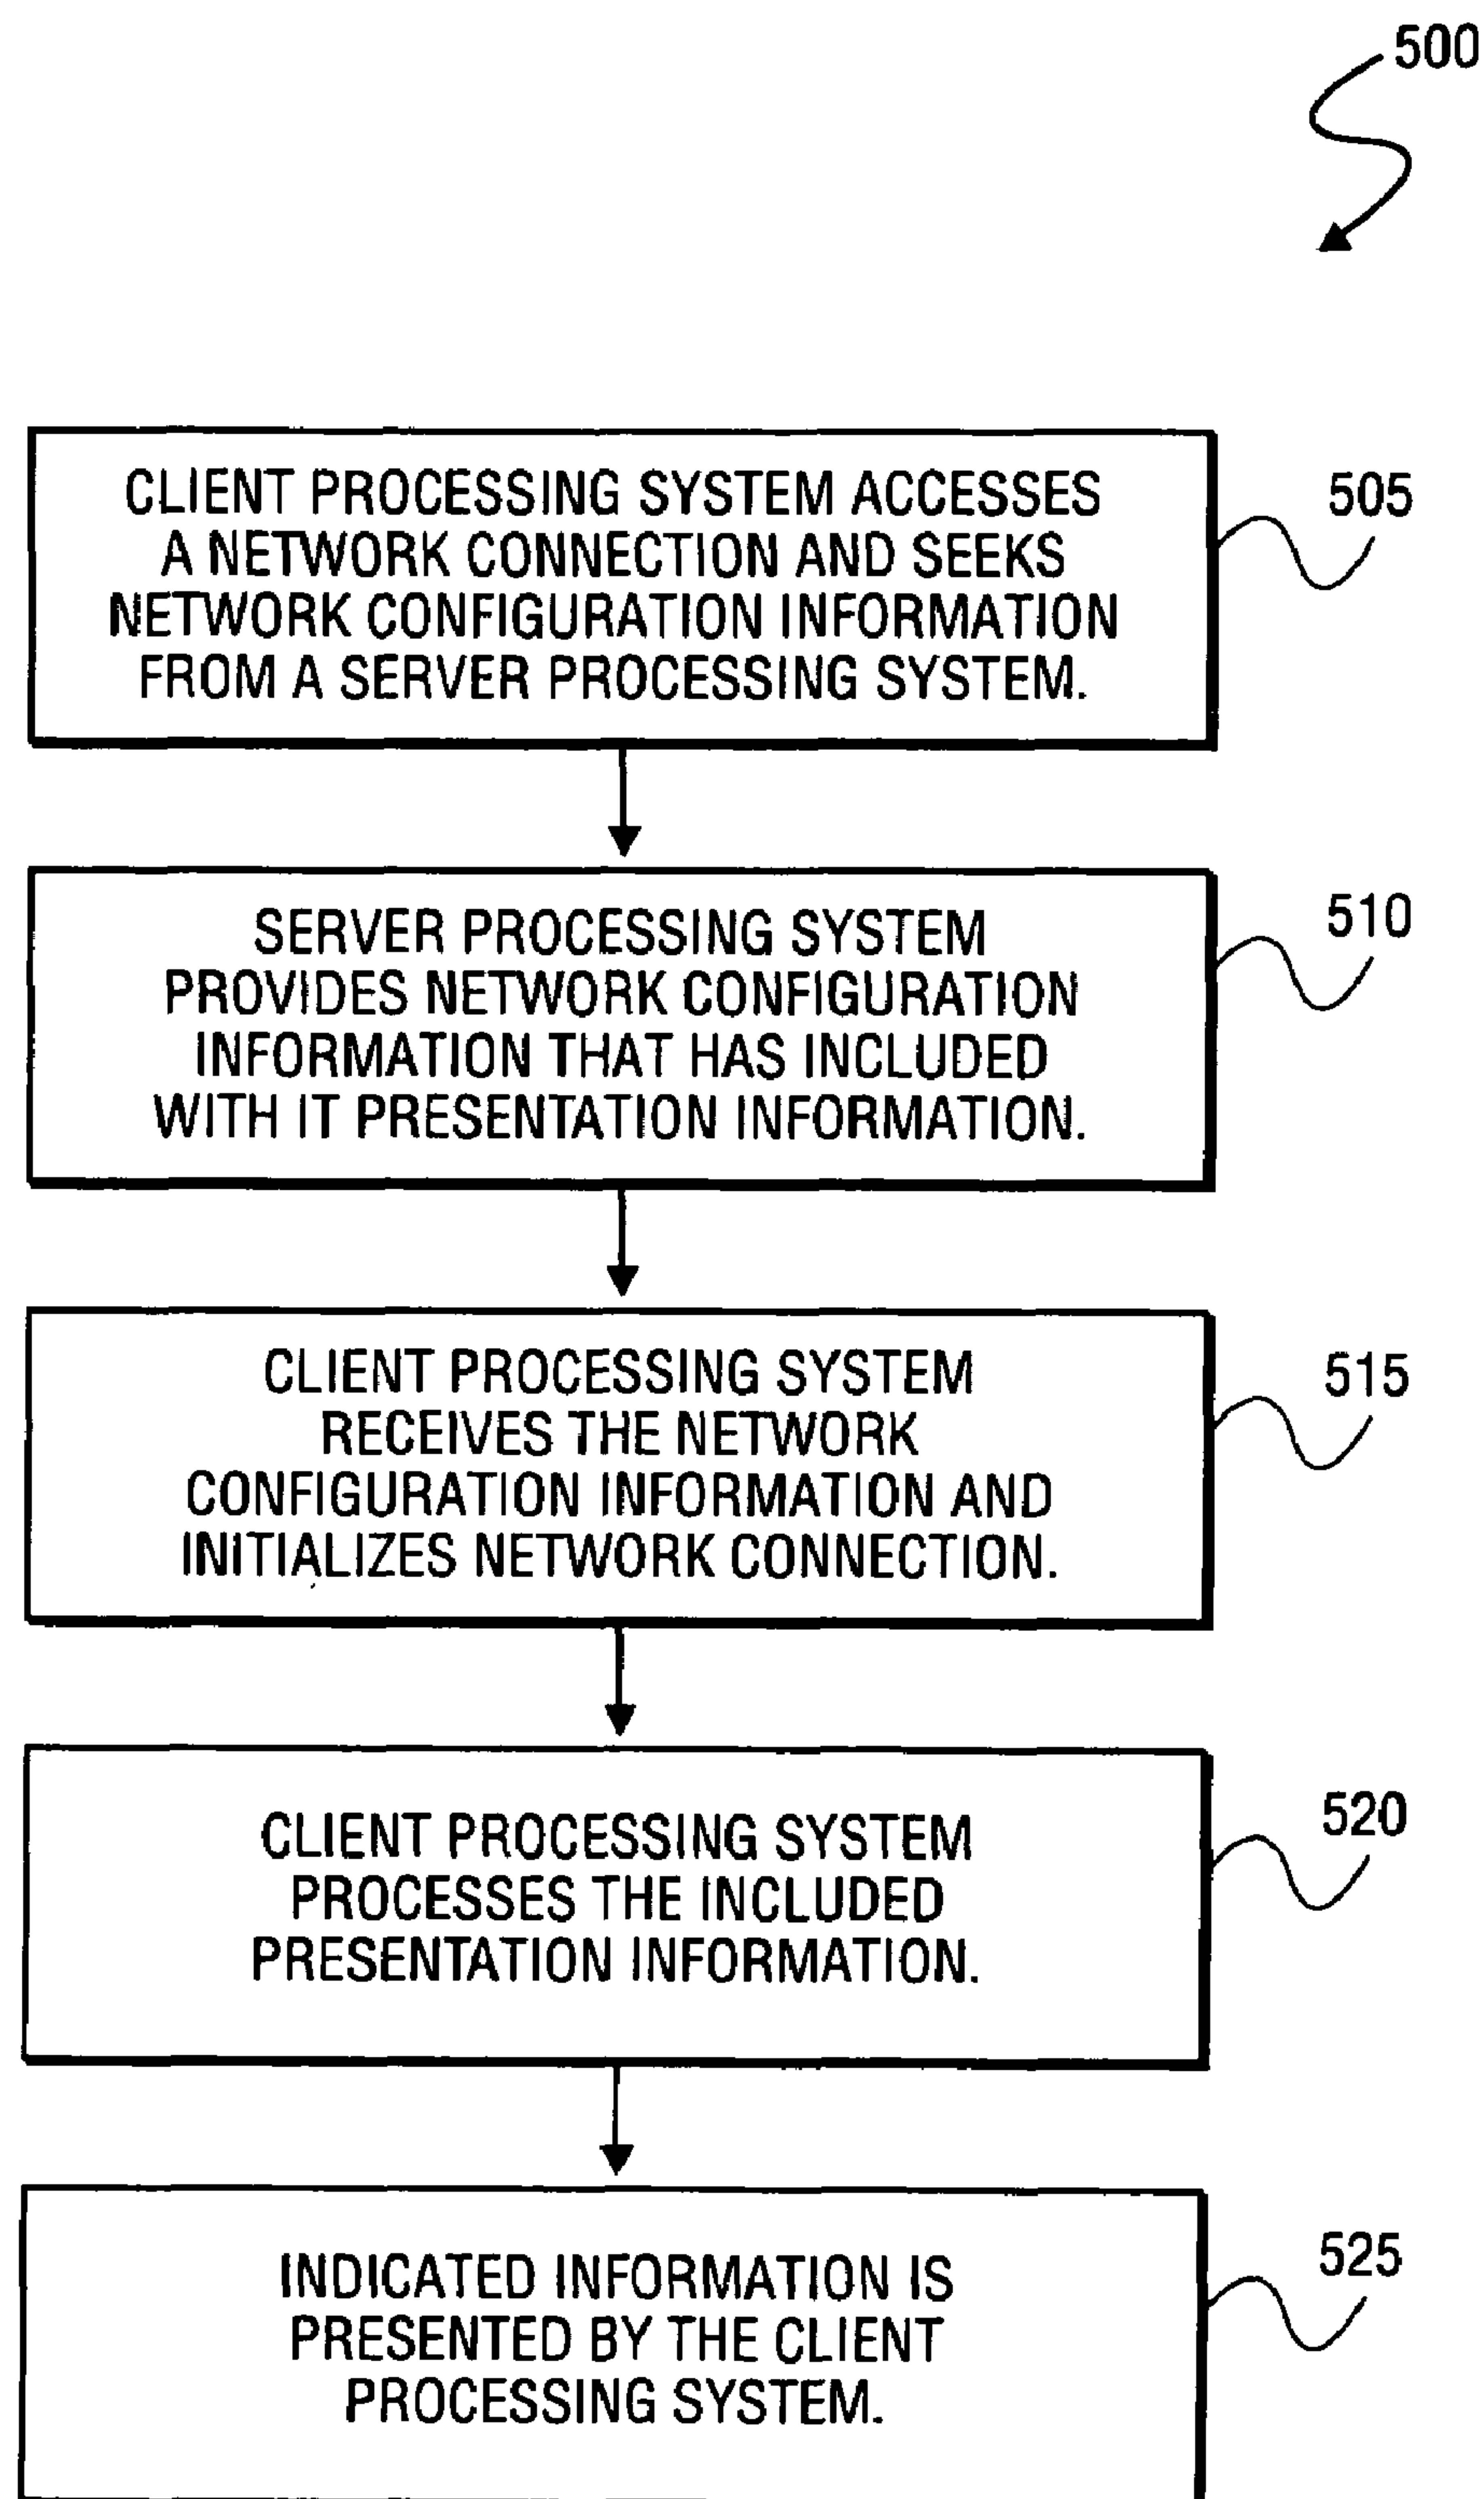 500
CLIENT PROCESSING SYSTEM ACCESSES
A NETWORK CONNECTION AND SEEKS
NETWORK CONFIGURATION INFORMATION
FROM A SERVER PROCESSING SYSTEM.
505
SERVER PROCESSING SYSTEM
PROVIDES NETWORK CONFIGURATION
INFORMATION THAT HAS INCLUDED
WITH IT PRESENTATION INFORMATION.
510
CLIENT PROCESSING SYSTEM
RECEIVES THE NETWORK
CONFIGURATION INFORMATION AND
INITIALIZES NETWORK CONNECTION.
515
CLIENT PROCESSING SYSTEM
PROCESSES THE INCLUDED
PRESENTATION INFORMATION.
520
INDICATED INFORMATION IS
PRESENTED BY THE CLIENT
PROCESSING SYSTEM.
525